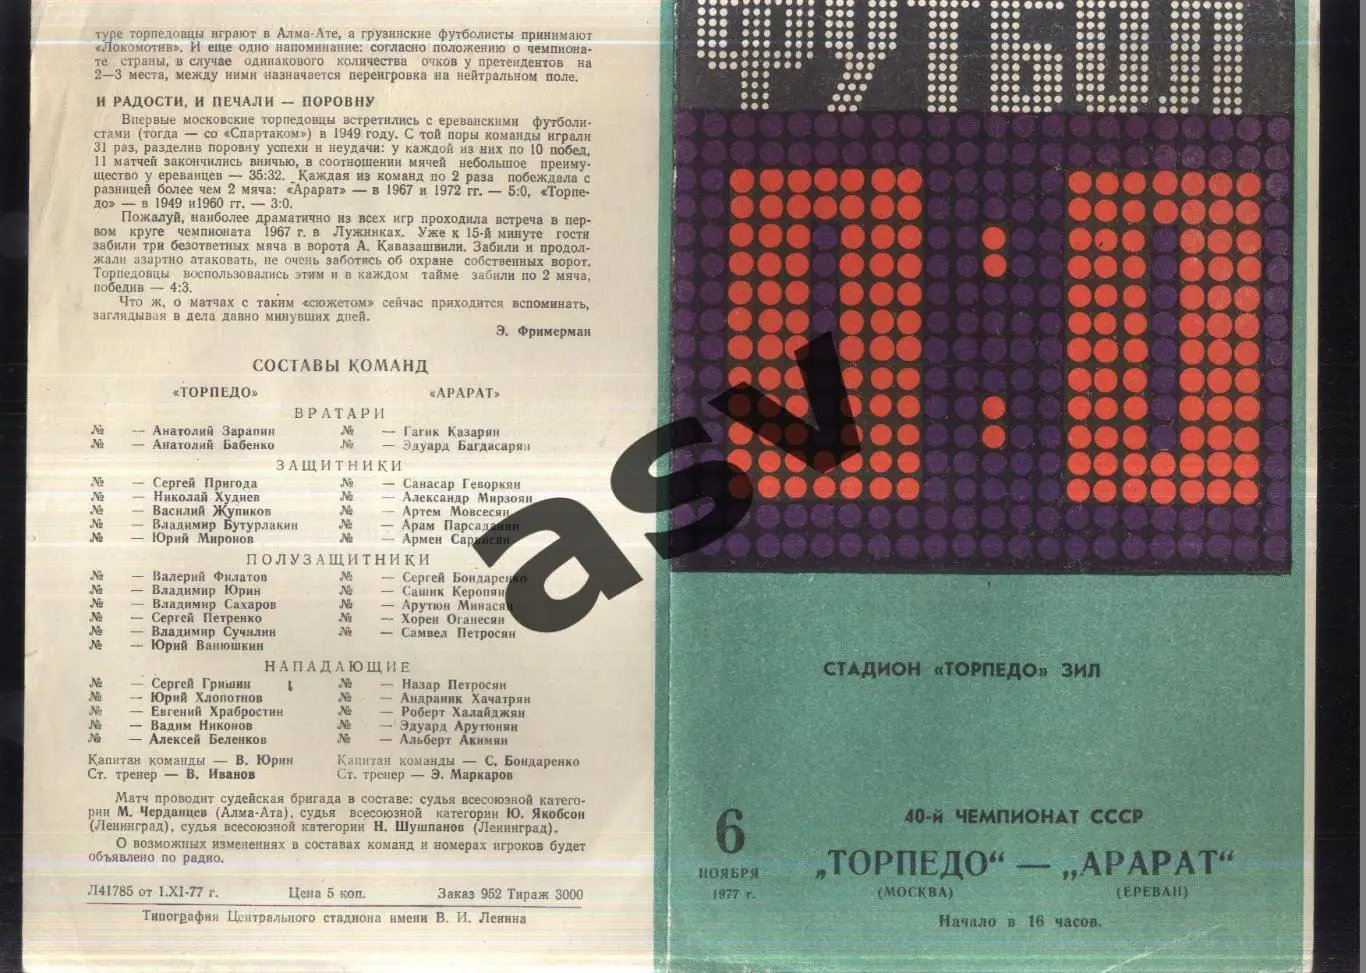 туре торпедовцы играют в Алма-Ате, а грузинские футболисты принимают
«Локомотив». И еще одно напоминание: согласно положению о чемпиона-
те страны, в случае одинакового количества очков у претендентов на
2—3 места, между ними назначается переигровка на нейтральном поле.
И РАДОСТИ, И ПЕЧАЛИ — ПОРОВНУ
Впервые московские торпедовцы встретились с ереванскими футболи-
стами (тогда — со «Спартаком») в 1949 году. С той поры команды играли
31 раз, разделив поровну успехи и неудачи: у каждой из них по 10 побед,
11 матчей закончились вничью, в соотношении мячей небольшое преиму-
щество у ереванцев — 35:32. Каждая из команд по 2 раза побеждала с
разницей более чем 2 мяча: «Арарат» — в 1967 и 1972 гг. — 5:0, «Торпе-
до» — в 1949 и1960 гг. — 3:0.
Пожалуй, наиболее драматично из всех игр проходила встреча в пер-
вом круге чемпионата 1967 г. в Лужниках. Уже к 15-й минуте гости
забили три безответных мяча в ворота А. Кавазашвили. Забили и продол-
жали азартно атаковать, не очень заботясь об охране собственных ворот.
Торпедовцы воспользовались этим и в каждом тайме забили по 2 мяча,
победив — 4:3.
Что ж, о матчах с таким «сюжетом» сейчас приходится вспоминать,
заглядывая в дела давно минувших дней.
Э. Фримерман
СОСТАВЫ КОМАНД
«ТОРПЕДО» «АРАРАТ»
ВРАТАРИ
№ — Анатолий Зарапин № — Гагик Казарян
№ — Анатолий Бабенко № — Эдуард Багдасарян
ЗАЩИТНИКИ
№ — Сергей Пригода № — Санасар Геворкян
№ — Николай Худиев № — Александр Мирзоян
№ — Василий Жупиков № — Артем Мовсесян
№ — Владимир Бутурлакин № — Арам Парсаданян
№ — Юрий Миронов № — Армен Саркисян
ПОЛУЗАЩИТНИКИ
№ — Валерий Филатов № — Сергей Бондаренко
№ — Владимир Юрин № — Сашик Керопян
№ — Владимир Сахаров № — Арутюн Минасян
№ — Сергей Петренко № — Хорен Оганесян
№ — Владимир Сучилин № — Самвел Петросян
№ — Юрий Ванюшкин
НАПАДАЮЩИЕ
№ — Сергей Гришин № — Назар Петросян
№ — Юрий Хлопотнов № — Андраник Хачатрян
№ — Евгений Храбростин № — Роберт Халайджян
№ — Вадим Никонов № — Эдуард Арутюнян
№ — Алексей Беленков № — Альберт Акимян
Капитан команды — В. Юрин Капитан команды — С. Бондаренко
Ст. тренер — В. Иванов Ст. тренер — Э. Маркаров
Матч проводит судейская бригада в составе: судья всесоюзной катего-
рии М. Черданцев (Алма-Ата), судья всесоюзной категории Ю. Якобсон
(Ленинград), судья всесоюзной категории Н. Шушпанов (Ленинград).
О возможных изменениях в составах команд и номерах игроков будет
объявлено по радио.
Л41785 от 1.XI-77 г. Цена 5 коп. Заказ 952 Тираж 3000
Типография Центрального стадиона имени В. И. Ленина
ФУТБОЛ
0:0
СТАДИОН «ТОРПЕДО» ЗИЛ
6
НОЯБРЯ
1977 г.
40-й ЧЕМПИОНАТ СССР
„ТОРПЕДО“ — „АРАРАТ“
(МОСКВА) (ЕРЕВАН)
Начало в 16 часов.
asv